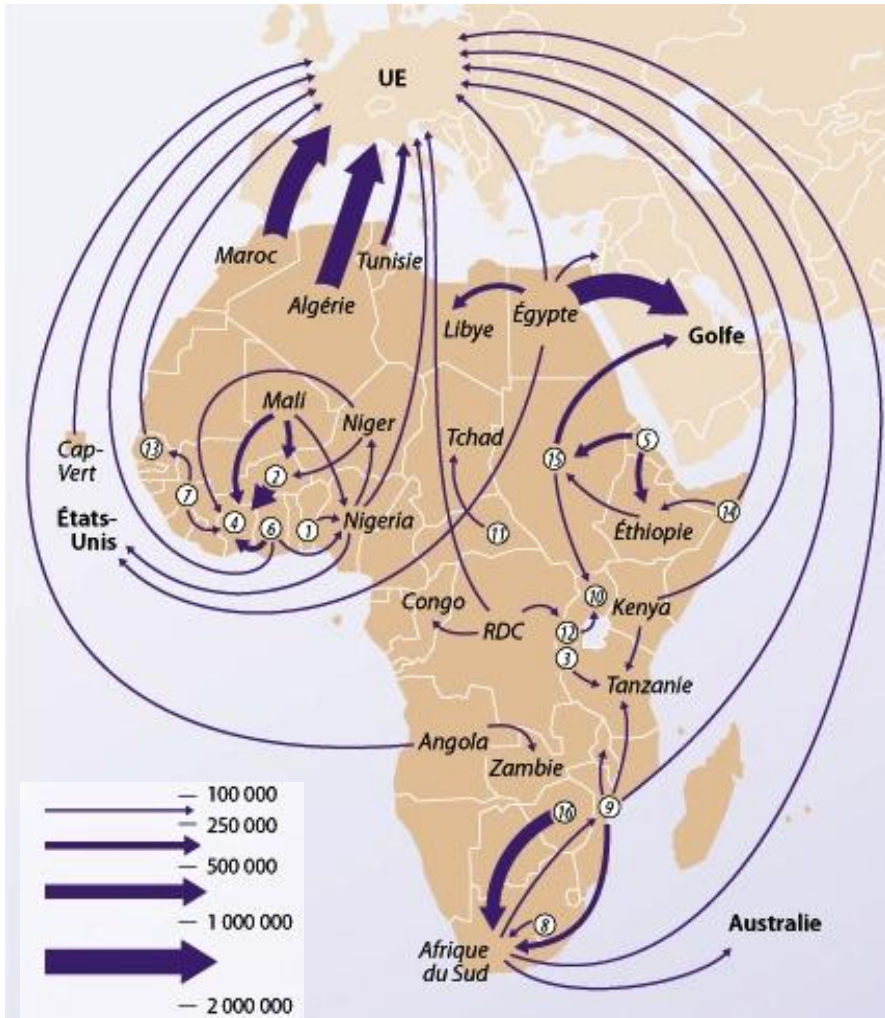 UE
Maroc
Tunisie
Algérie
Libye
Égypte
Golfe
Mali
Niger
Tchad
Cap-
Vert
13
2
15
5
7
États-
Unis
4
6
1
Nigeria
11
Éthiopie
14
Congo
RDC
10
Kenya
12
3
Tanzanie
Angola
Zambie
16
9
8
Afrique
du Sud
Australie
100 000
250 000
500 000
1 000 000
2 000 000